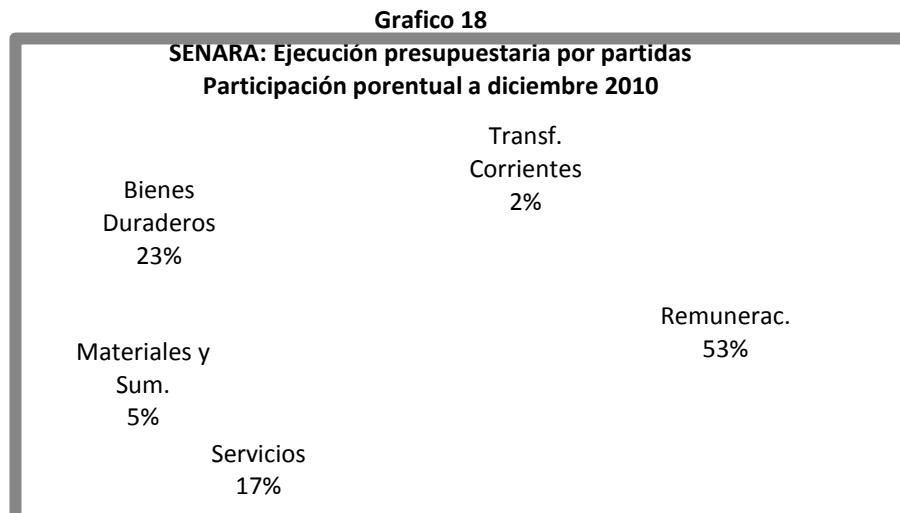 Grafico 18
SENARA: Ejecución presupuestaria por partidas
Participación porentual a diciembre 2010
Transf.
Corrientes
2%
Bienes
Duraderos
23%
Remunerac.
53%
Materiales y
Sum.
5%
Servicios
17%